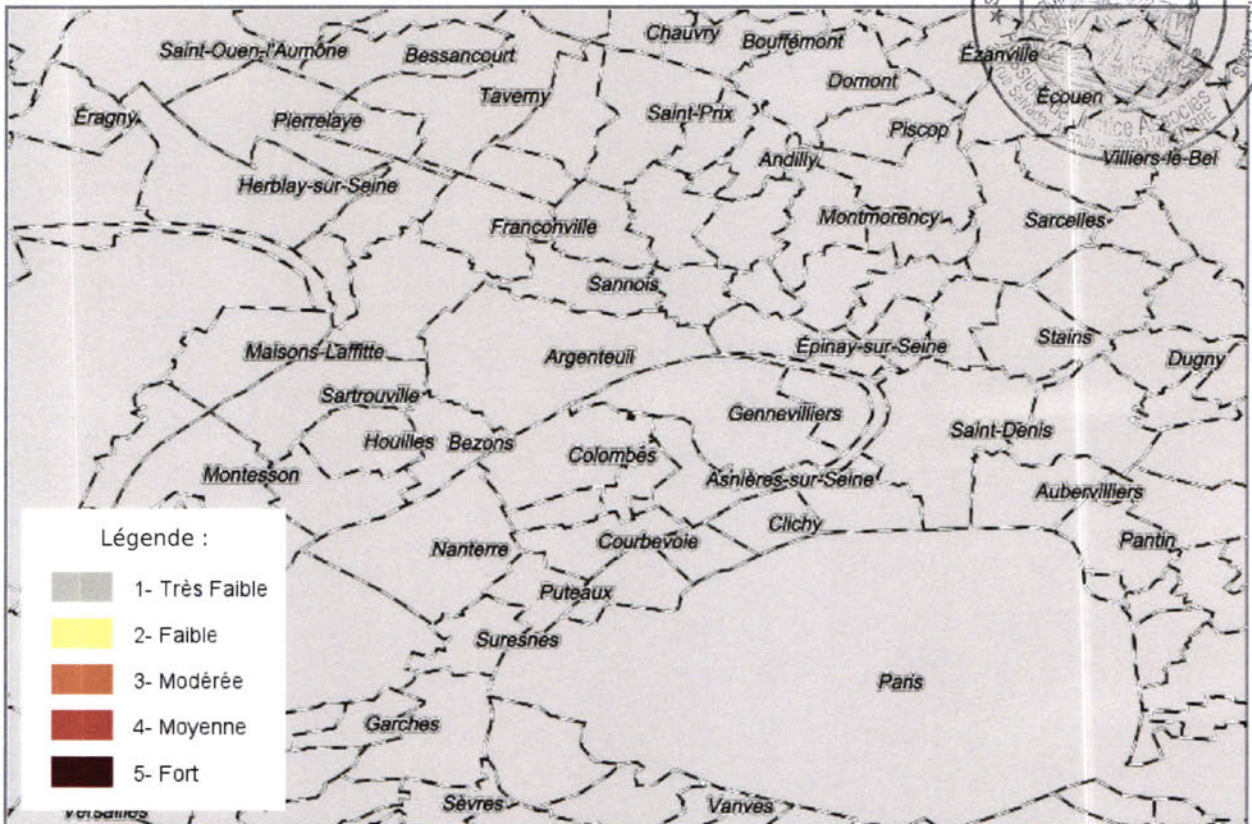 Chauvry
Bouffémont
Saint-Ouen-l'Aumône
Bessancourt
Ézanville
Domont
Taverny
Écouen
Éragny
Pierrelaye
Saint-Prix
Piscop
Justice Associés
Andilly
Villiers-le-Bel
Herblay-sur-Seine
Franconville
Montmorency
Sarcelles
Sannois
Maisons-Laffitte
Argenteuil
Épinay-sur-Seine
Stains
Dugny
Sartrouville
Houilles
Bezons
Gennevilliers
Saint-Denis
Montesson
Colombes
Asnières-sur-Seine
Aubervilliers
Clichy
Nanterre
Courbevoie
Pantin
Puteaux
Suresnes
Paris
Garches
Sèvres
Vanves
Versailles
Légende :
1- Très Faible
2- Faible
3- Modérée
4- Moyenne
5- Fort